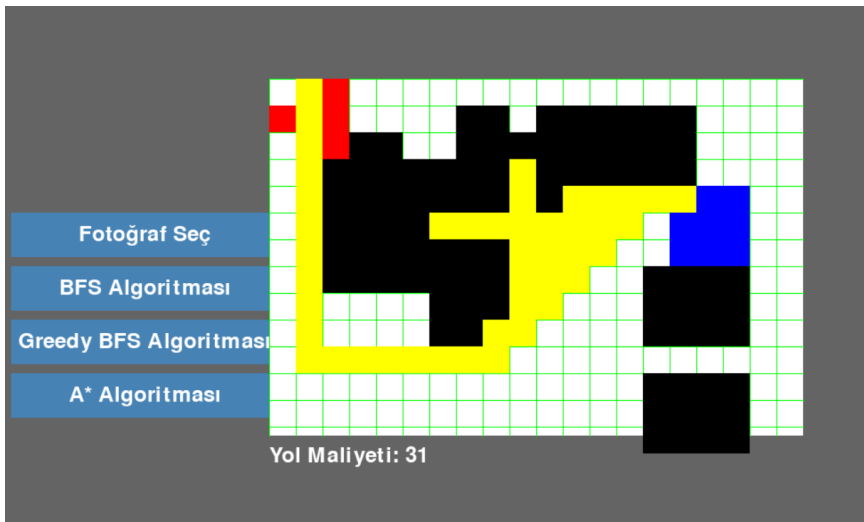 Fotoğraf Seç
BFS Algoritması
Greedy BFS Algoritması
A* Algoritması
Yol Maliyeti: 31